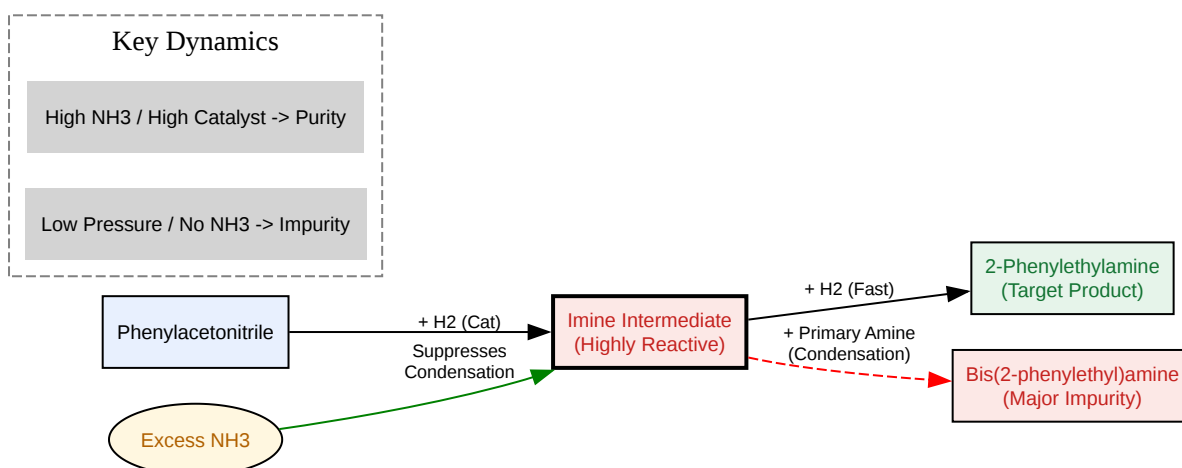 Key Dynamics
High NH3 / High Catalyst -> Purity
Low Pressure / No NH3 -> Impurity
Phenylacetonitrile
+ H2 (Cat)
Suppresses
Condensation
Excess NH3
Imine Intermediate
(Highly Reactive)
+ H2 (Fast)
+ Primary Amine
(Condensation)
2-Phenylethylamine
(Target Product)
Bis(2-phenylethyl)amine
(Major Impurity)